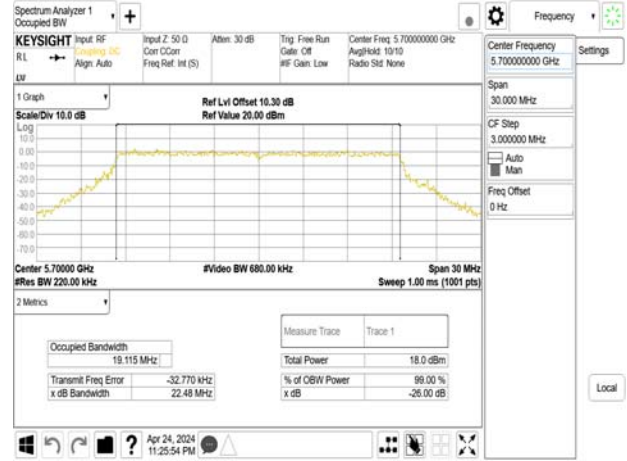 Spectrum Analyzer 1
Occupied BW
Frequency
KEYSIGHT
Input: RF
Coupling: DC
Align: Auto
Input Z: 50 Ω
Corr CCorr
Freq Ref: Int (S)
Atten: 30 dB
Trig: Free Run
Gate: Off
#IF Gain: Low
Center Freq: 5.700000000 GHz
Avg|Hold: 10/10
Radio Std: None
RL
LXI
Center Frequency
5.700000000 GHz
Settings
Span
30.000 MHz
CF Step
3.000000 MHz
Auto
Man
Freq Offset
0 Hz
Local
1 Graph
Scale/Div 10.0 dB
Ref Lvl Offset 10.30 dB
Ref Value 20.00 dBm
Log
10.0
0.00
-10.0
-20.0
-30.0
-40.0
-50.0
-60.0
-70.0
Center 5.70000 GHz
#Video BW 680.00 kHz
Span 30 MHz
#Res BW 220.00 kHz
Sweep 1.00 ms (1001 pts)
2 Metrics
Measure Trace
Trace 1
Occupied Bandwidth
19.115 MHz
Total Power
18.0 dBm
Transmit Freq Error
-32.770 kHz
% of OBW Power
99.00 %
x dB Bandwidth
22.48 MHz
x dB
-26.00 dB
Apr 24, 2024
11:25:54 PM